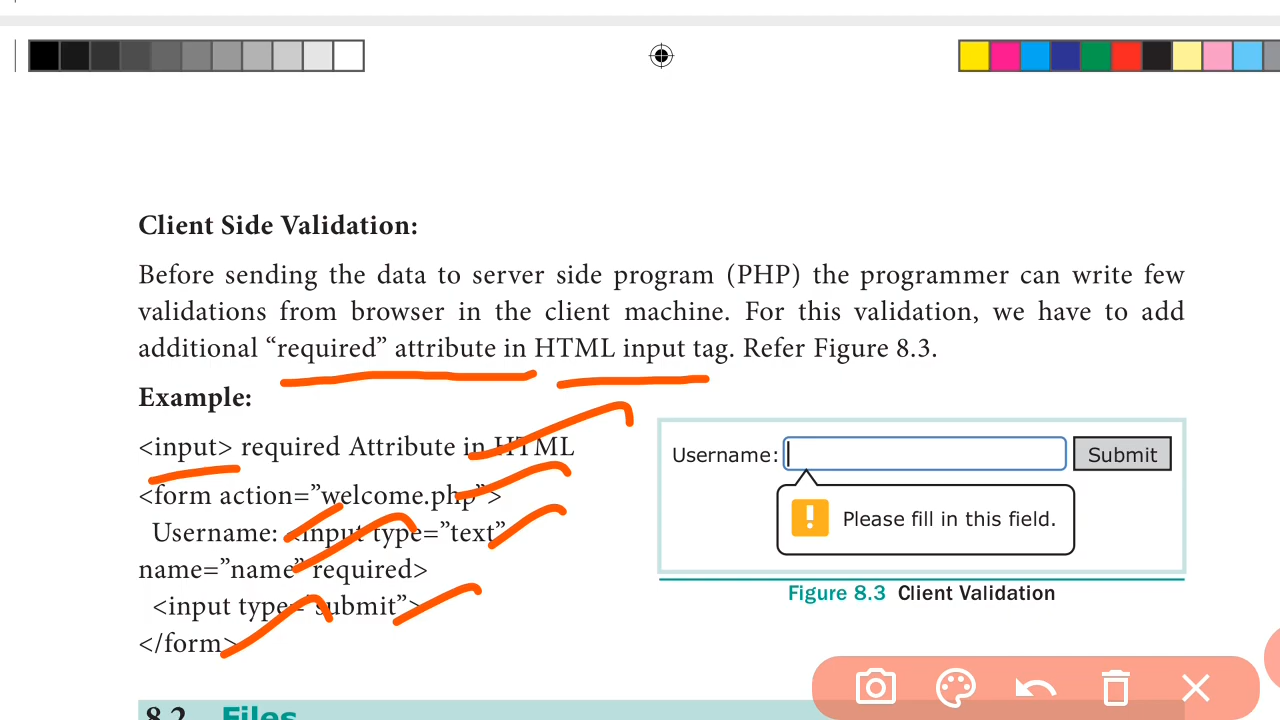 Client Side Validation:
Before sending the data to server side program (PHP) the programmer can write few
validations from browser in the client machine. For this validation, we have to add
additional “required” attribute in HTML input tag. Refer Figure 8.3.
Example:
<input> required Attribute in HTML
<form action=”welcome.php”>
Username: <input type=”text”
name=”name” required>
<input type=”submit”>
</form>
Username:
Submit
Please fill in this field.
Figure 8.3 Client Validation
8.2 Files